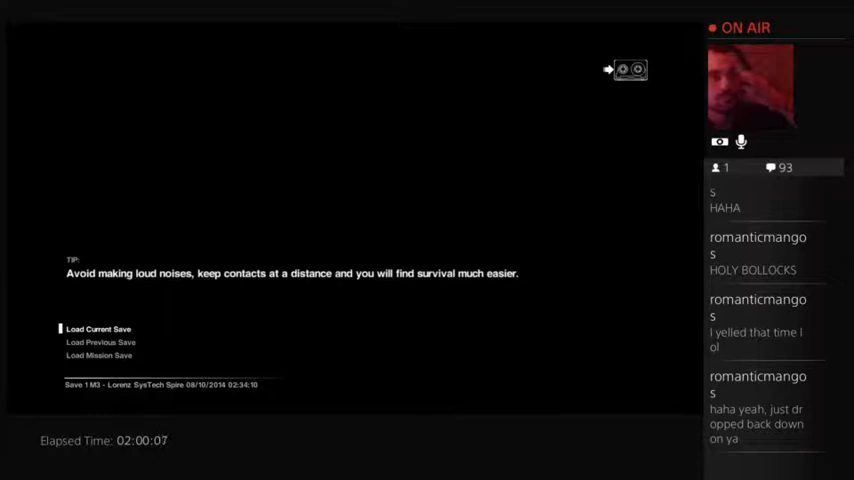 ON AIR
1
93
s
HAHA
romanticmango
s
HOLY BOLLOCKS
romanticmango
s
I yelled that time l
ol
romanticmango
s
haha yeah, just dr
opped back down
on ya
TIP:
Avoid making loud noises, keep contacts at a distance and you will find survival much easier.
Load Current Save
Load Previous Save
Load Mission Save
Save 1 M3 - Lorenz SysTech Spire 08/10/2014 02:34:10
Elapsed Time: 02:00:07